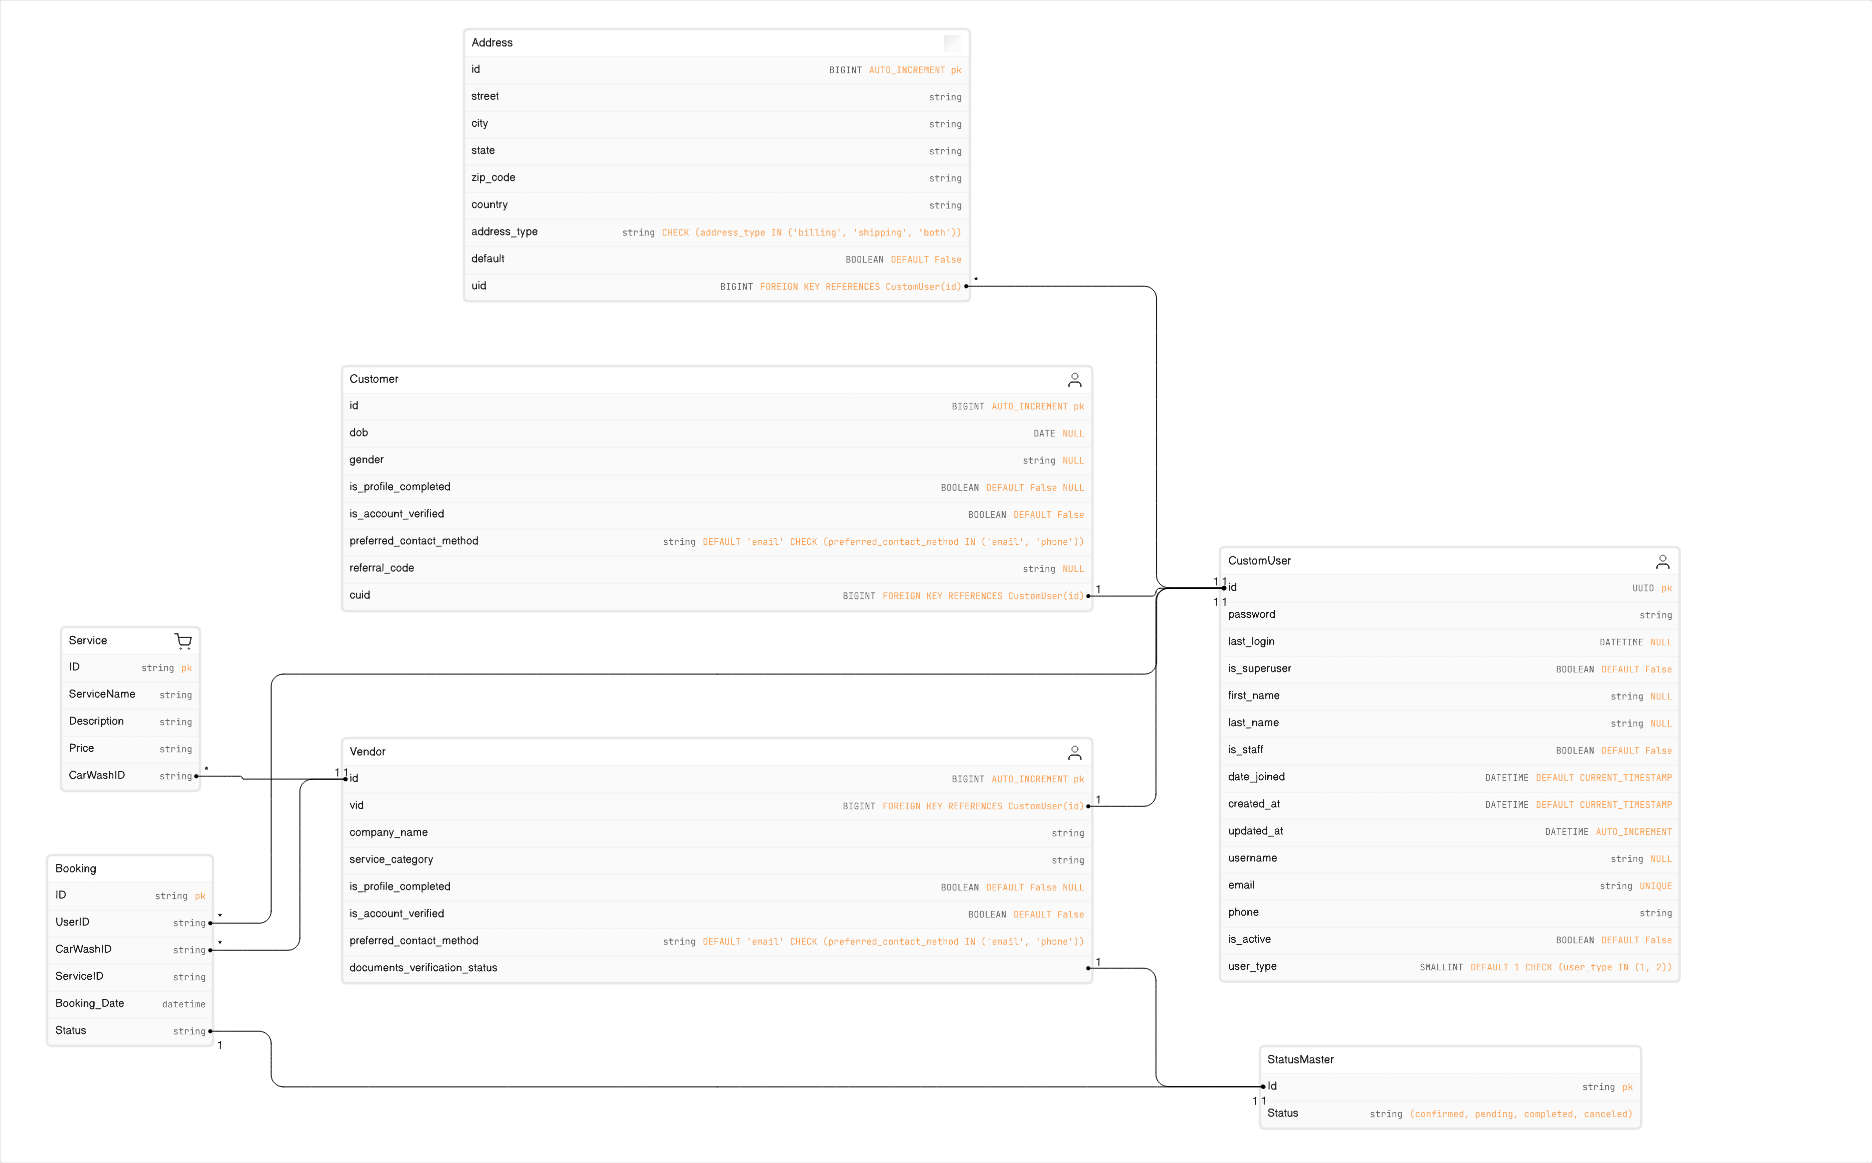 Address
id BIGINT AUTO_INCREMENT pk
street string
city string
state string
zip_code string
country string
address_type string CHECK (address_type IN ('billing', 'shipping', 'both'))
default BOOLEAN DEFAULT False
uid BIGINT FOREIGN KEY REFERENCES CustomUser(id) *
Customer
id BIGINT AUTO_INCREMENT pk
dob DATE NULL
gender string NULL
is_profile_completed BOOLEAN DEFAULT False NULL
is_account_verified BOOLEAN DEFAULT False
preferred_contact_method string DEFAULT 'email' CHECK (preferred_contact_method IN ('email', 'phone'))
referral_code string NULL
cuid BIGINT FOREIGN KEY REFERENCES CustomUser(id) 1
CustomUser
1 1 id UUID pk
1 1
password string
last_login DATETIME NULL
is_superuser BOOLEAN DEFAULT False
first_name string NULL
last_name string NULL
is_staff BOOLEAN DEFAULT False
date_joined DATETIME DEFAULT CURRENT_TIMESTAMP
created_at DATETIME DEFAULT CURRENT_TIMESTAMP
updated_at DATETIME AUTO_INCREMENT
username string NULL
email string UNIQUE
phone string
is_active BOOLEAN DEFAULT False
user_type SMALLINT DEFAULT 1 CHECK (user_type IN (1, 2))
Service
ID string pk
ServiceName string
Description string
Price string
CarWashID string *
Vendor
1 1 id BIGINT AUTO_INCREMENT pk
vid BIGINT FOREIGN KEY REFERENCES CustomUser(id) 1
company_name string
service_category string
is_profile_completed BOOLEAN DEFAULT False NULL
is_account_verified BOOLEAN DEFAULT False
preferred_contact_method string DEFAULT 'email' CHECK (preferred_contact_method IN ('email', 'phone'))
documents_verification_status 1
Booking
ID string pk
UserID string *
CarWashID string *
ServiceID string
Booking_Date datetime
Status string
1
StatusMaster
Id string pk
1 1
Status string (confirmed, pending, completed, canceled)